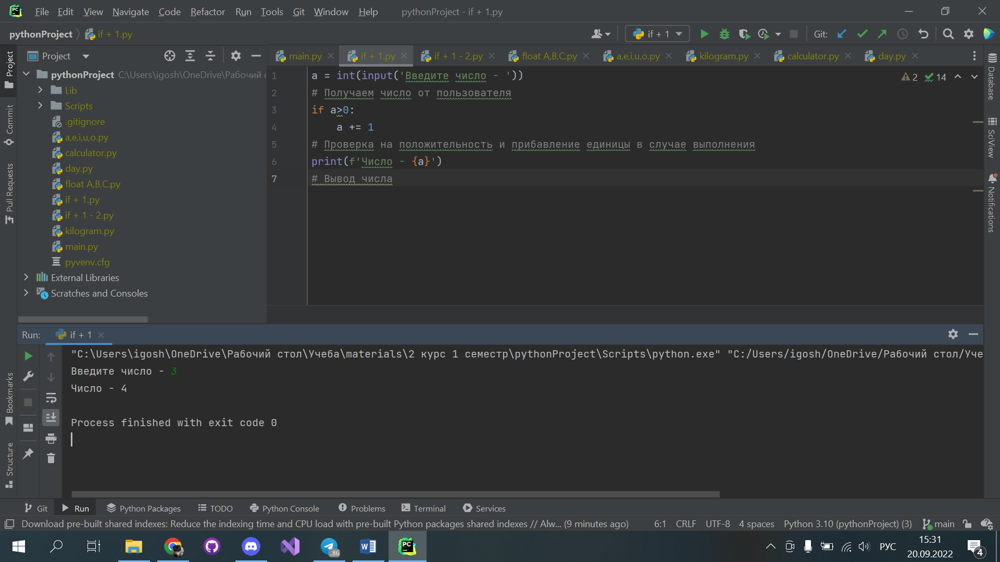 File Edit View Navigate Code Refactor Run Tools Git Window Help pythonProject - if + 1.py
pythonProject if + 1.py if + 1 Git:
Project
main.py if + 1.py if + 1 - 2.py float A,B,C.py a,e,i,u,o.py kilogram.py calculator.py day.py
pythonProject C:\Users\igosh\OneDrive\Рабочий с
Lib
Scripts
.gitignore
a,e,i,u,o.py
calculator.py
day.py
float A,B,C.py
if + 1.py
if + 1 - 2.py
kilogram.py
main.py
pyvenv.cfg
External Libraries
Scratches and Consoles
1 a = int(input('Введите число - '))
2 # Получаем число от пользователя
3 if a>0:
4 a += 1
5 # Проверка на положительность и прибавление единицы в случае выполнения
6 print(f'Число - {a}')
7 # Вывод числа
2 14
Project
Commit
Pull Requests
Bookmarks
Structure
Database
SciView
Notifications
Run: if + 1
"C:\Users\igosh\OneDrive\Рабочий стол\Учеба\materials\2 курс 1 семестр\pythonProject\Scripts\python.exe" "C:/Users/igosh/OneDrive/Рабочий стол/Уче
Введите число - 3
Число - 4
Process finished with exit code 0
Git Run Python Packages TODO Python Console Problems Terminal Services
Download pre-built shared indexes: Reduce the indexing time and CPU load with pre-built Python packages shared indexes // Alw... (9 minutes ago) 6:1 CRLF UTF-8 4 spaces Python 3.10 (pythonProject) (3) main
PC ..86 W PC РУС 15:31
20.09.2022 4